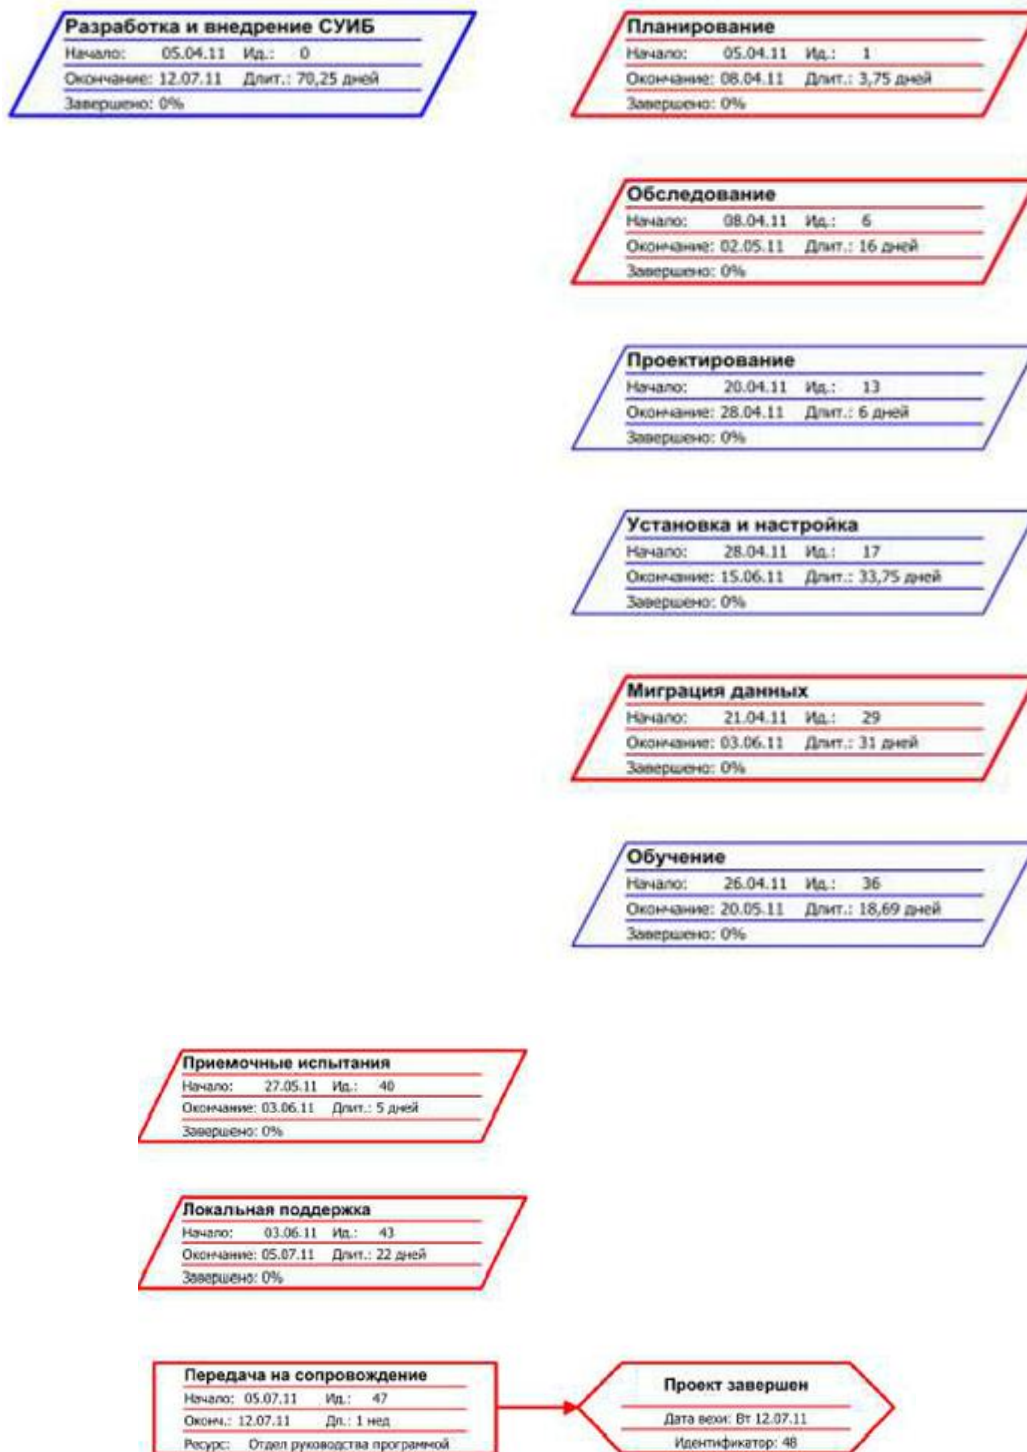 Разработка и внедрение СУИБ
Начало: 05.04.11 Ид.: 0
Окончание: 12.07.11 Длит.: 70,25 дней
Завершено: 0%
Планирование
Начало: 05.04.11 Ид.: 1
Окончание: 08.04.11 Длит.: 3,75 дней
Завершено: 0%
Обследование
Начало: 08.04.11 Ид.: 6
Окончание: 02.05.11 Длит.: 16 дней
Завершено: 0%
Проектирование
Начало: 20.04.11 Ид.: 13
Окончание: 28.04.11 Длит.: 6 дней
Завершено: 0%
Установка и настройка
Начало: 28.04.11 Ид.: 17
Окончание: 15.06.11 Длит.: 33,75 дней
Завершено: 0%
Миграция данных
Начало: 21.04.11 Ид.: 29
Окончание: 03.06.11 Длит.: 31 дней
Завершено: 0%
Обучение
Начало: 26.04.11 Ид.: 36
Окончание: 20.05.11 Длит.: 18,69 дней
Завершено: 0%
Приемочные испытания
Начало: 27.05.11 Ид.: 40
Окончание: 03.06.11 Длит.: 5 дней
Завершено: 0%
Локальная поддержка
Начало: 03.06.11 Ид.: 43
Окончание: 05.07.11 Длит.: 22 дней
Завершено: 0%
Передача на сопровождение
Начало: 05.07.11 Ид.: 47
Оконч.: 12.07.11 Дл.: 1 нед
Ресурс: Отдел руководства программой
Проект завершен
Дата вехи: Вт 12.07.11
Идентификатор: 48